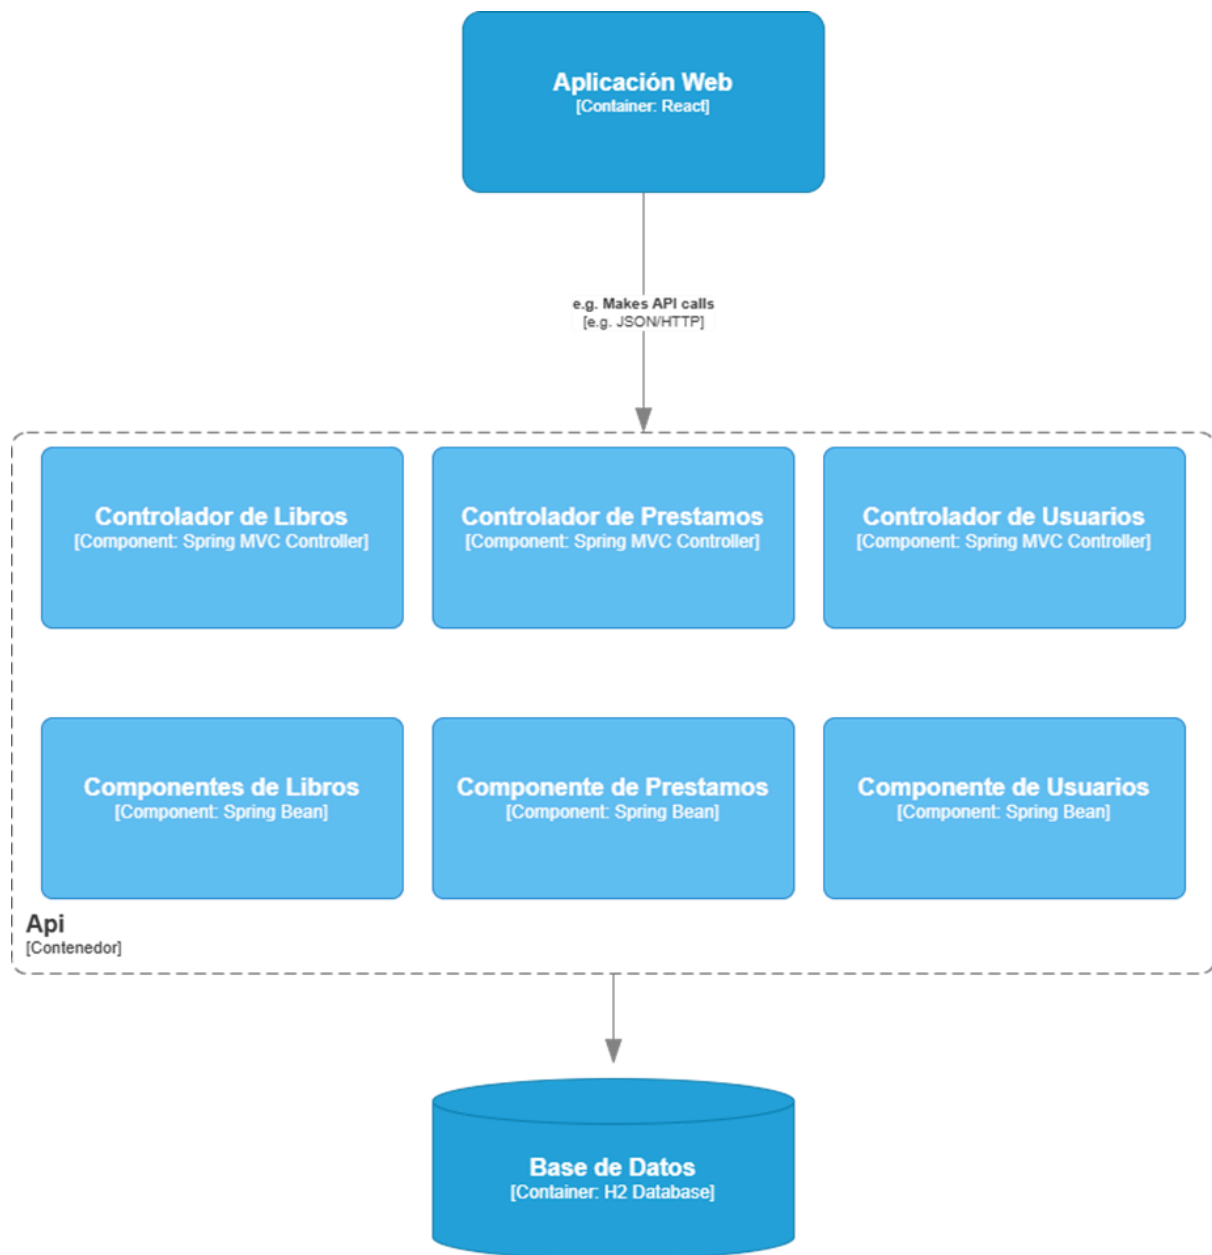 Aplicación Web
[Container: React]
e.g. Makes API calls
[e.g. JSON/HTTP]
Controlador de Libros
[Component: Spring MVC Controller]
Controlador de Prestamos
[Component: Spring MVC Controller]
Controlador de Usuarios
[Component: Spring MVC Controller]
Componentes de Libros
[Component: Spring Bean]
Componente de Prestamos
[Component: Spring Bean]
Componente de Usuarios
[Component: Spring Bean]
Api
[Contenedor]
Base de Datos
[Container: H2 Database]